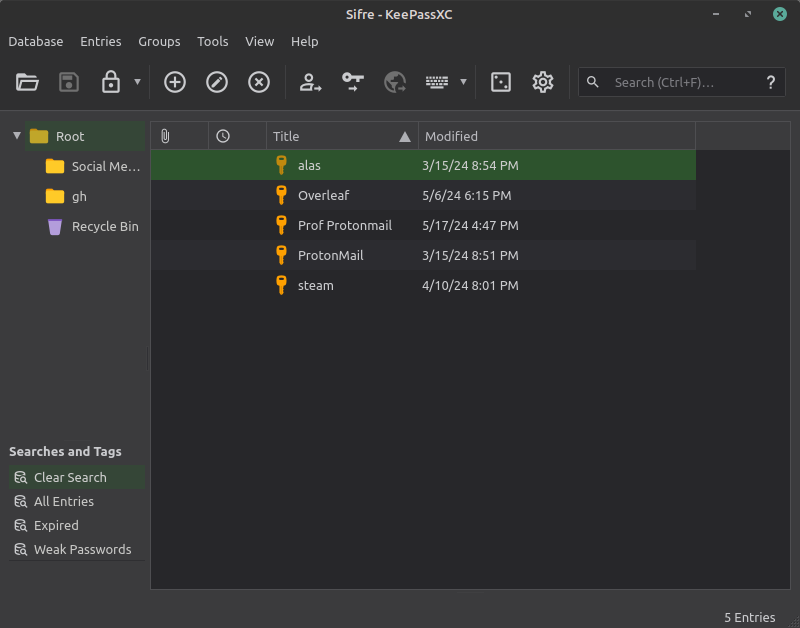 Sifre - KeePassXC
Database Entries Groups Tools View Help
Search (Ctrl+F)... ?
Root
Social Me...
gh
Recycle Bin
Title Modified
alas 3/15/24 8:54 PM
Overleaf 5/6/24 6:15 PM
Prof Protonmail 5/17/24 4:47 PM
ProtonMail 3/15/24 8:51 PM
steam 4/10/24 8:01 PM
Searches and Tags
Clear Search
All Entries
Expired
Weak Passwords
5 Entries